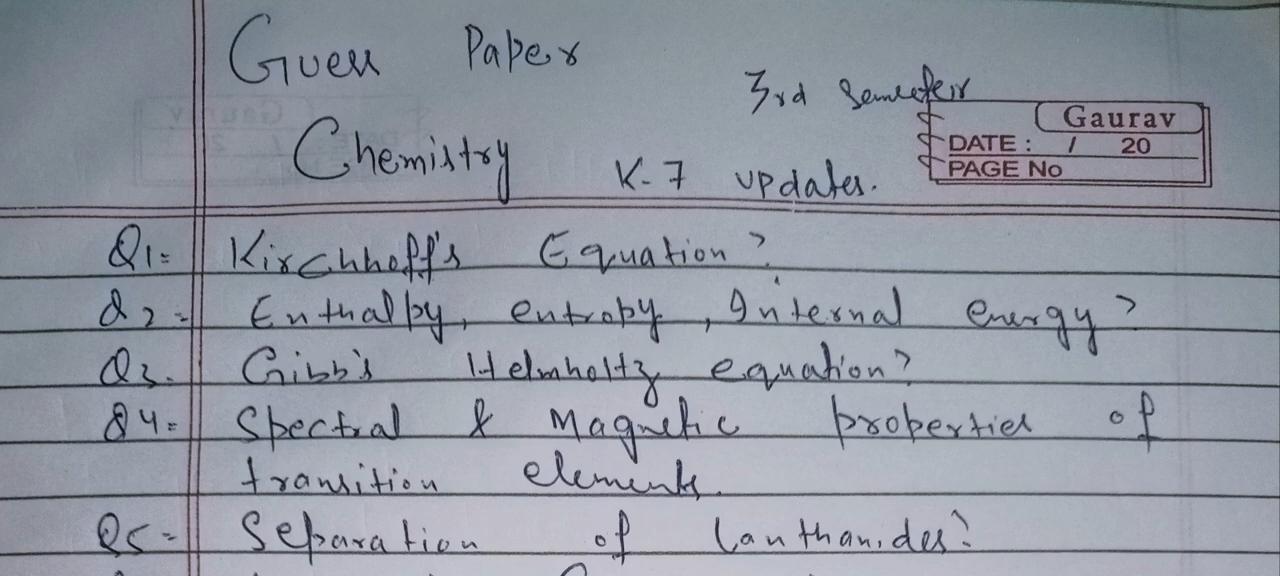 Guess Paper
3rd Semester
Gaurav
DATE : / 20
PAGE No
Chemistry K-7 updates.
Q1= Kirchhoff's Equation?
Q2= Enthalpy, entropy, Internal energy?
Q3. Gibb's Helmholtz equation?
Q4= Spectral & Magnetic properties of
transition elements.
Q5= Separation of Lanthanides?